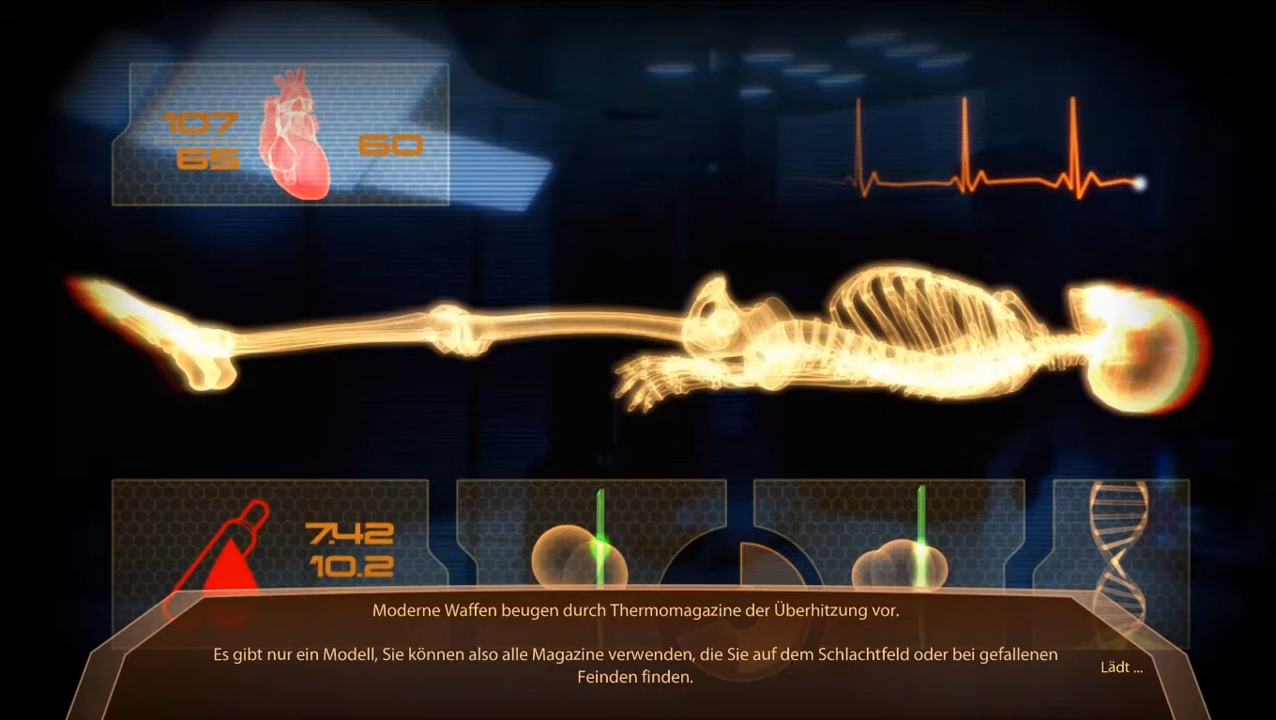 107
65
60
7.42
10.2
Moderne Waffen beugen durch Thermomagazine der Überhitzung vor.
Es gibt nur ein Modell, Sie können also alle Magazine verwenden, die Sie auf dem Schlachtfeld oder bei gefallenen
Feinden finden.
Lädt ...